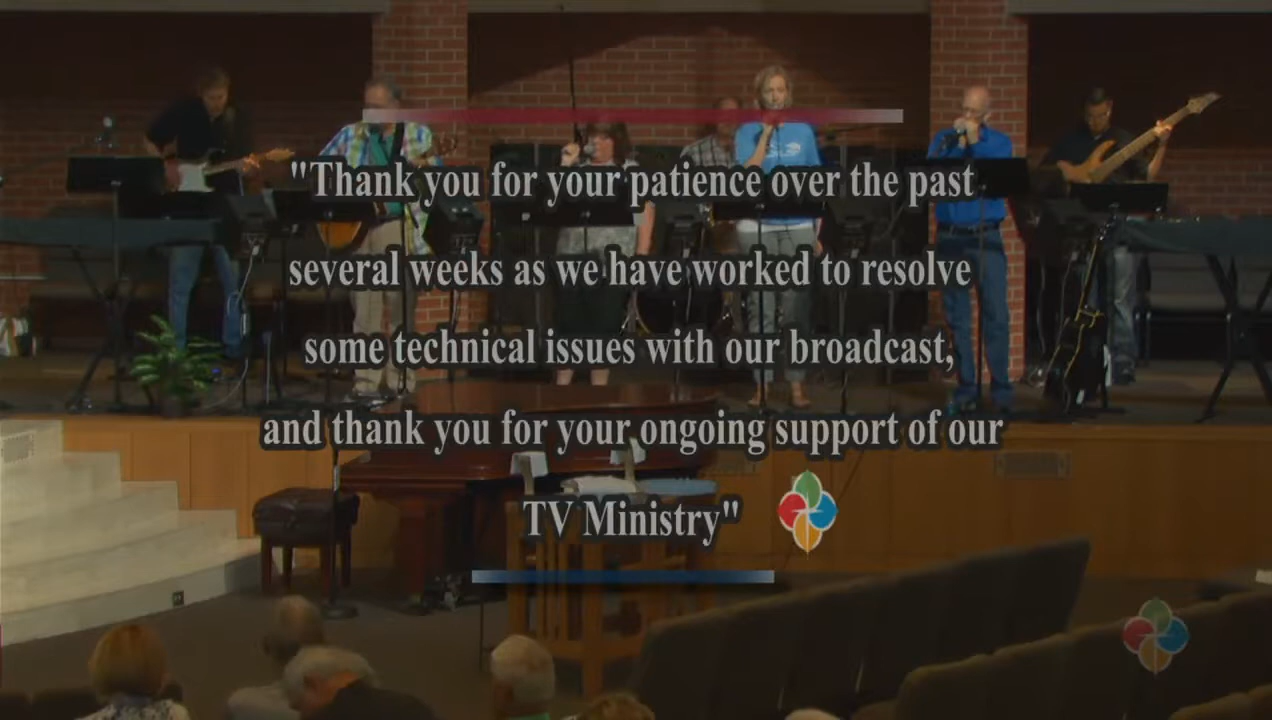 "Thank you for your patience over the past
several weeks as we have worked to resolve
some technical issues with our broadcast,
and thank you for your ongoing support of our
TV Ministry"